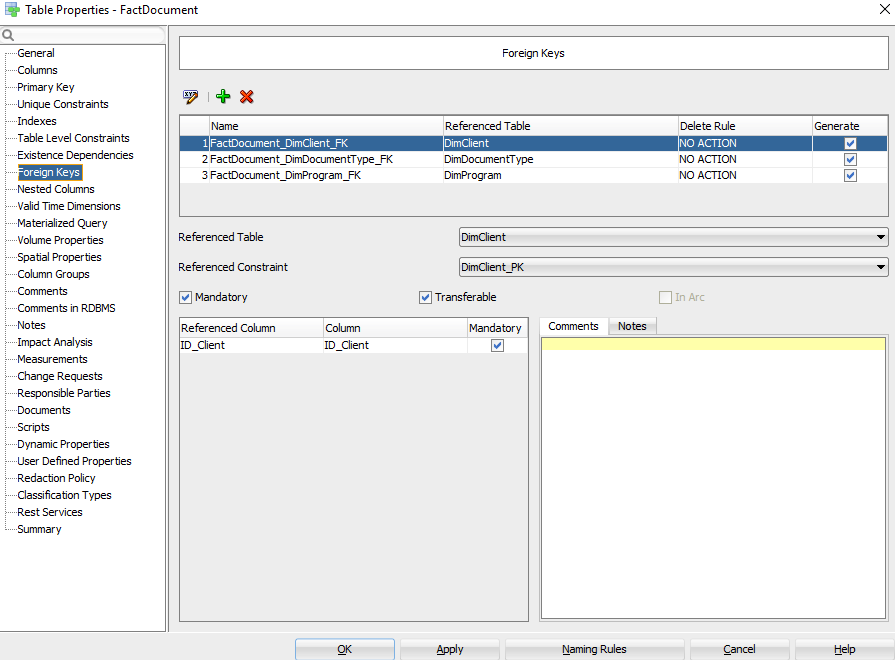 Table Properties - FactDocument
General
Columns
Primary Key
Unique Constraints
Indexes
Table Level Constraints
Existence Dependencies
Foreign Keys
Nested Columns
Valid Time Dimensions
Materialized Query
Volume Properties
Spatial Properties
Column Groups
Comments
Comments in RDBMS
Notes
Impact Analysis
Measurements
Change Requests
Responsible Parties
Documents
Scripts
Dynamic Properties
User Defined Properties
Redaction Policy
Classification Types
Rest Services
Summary
Foreign Keys
Name Referenced Table Delete Rule Generate
1 FactDocument_DimClient_FK DimClient NO ACTION
2 FactDocument_DimDocumentType_FK DimDocumentType NO ACTION
3 FactDocument_DimProgram_FK DimProgram NO ACTION
Referenced Table DimClient
Referenced Constraint DimClient_PK
Mandatory Transferable In Arc
Referenced Column Column Mandatory
ID_Client ID_Client
Comments Notes
OK Apply Naming Rules Cancel Help